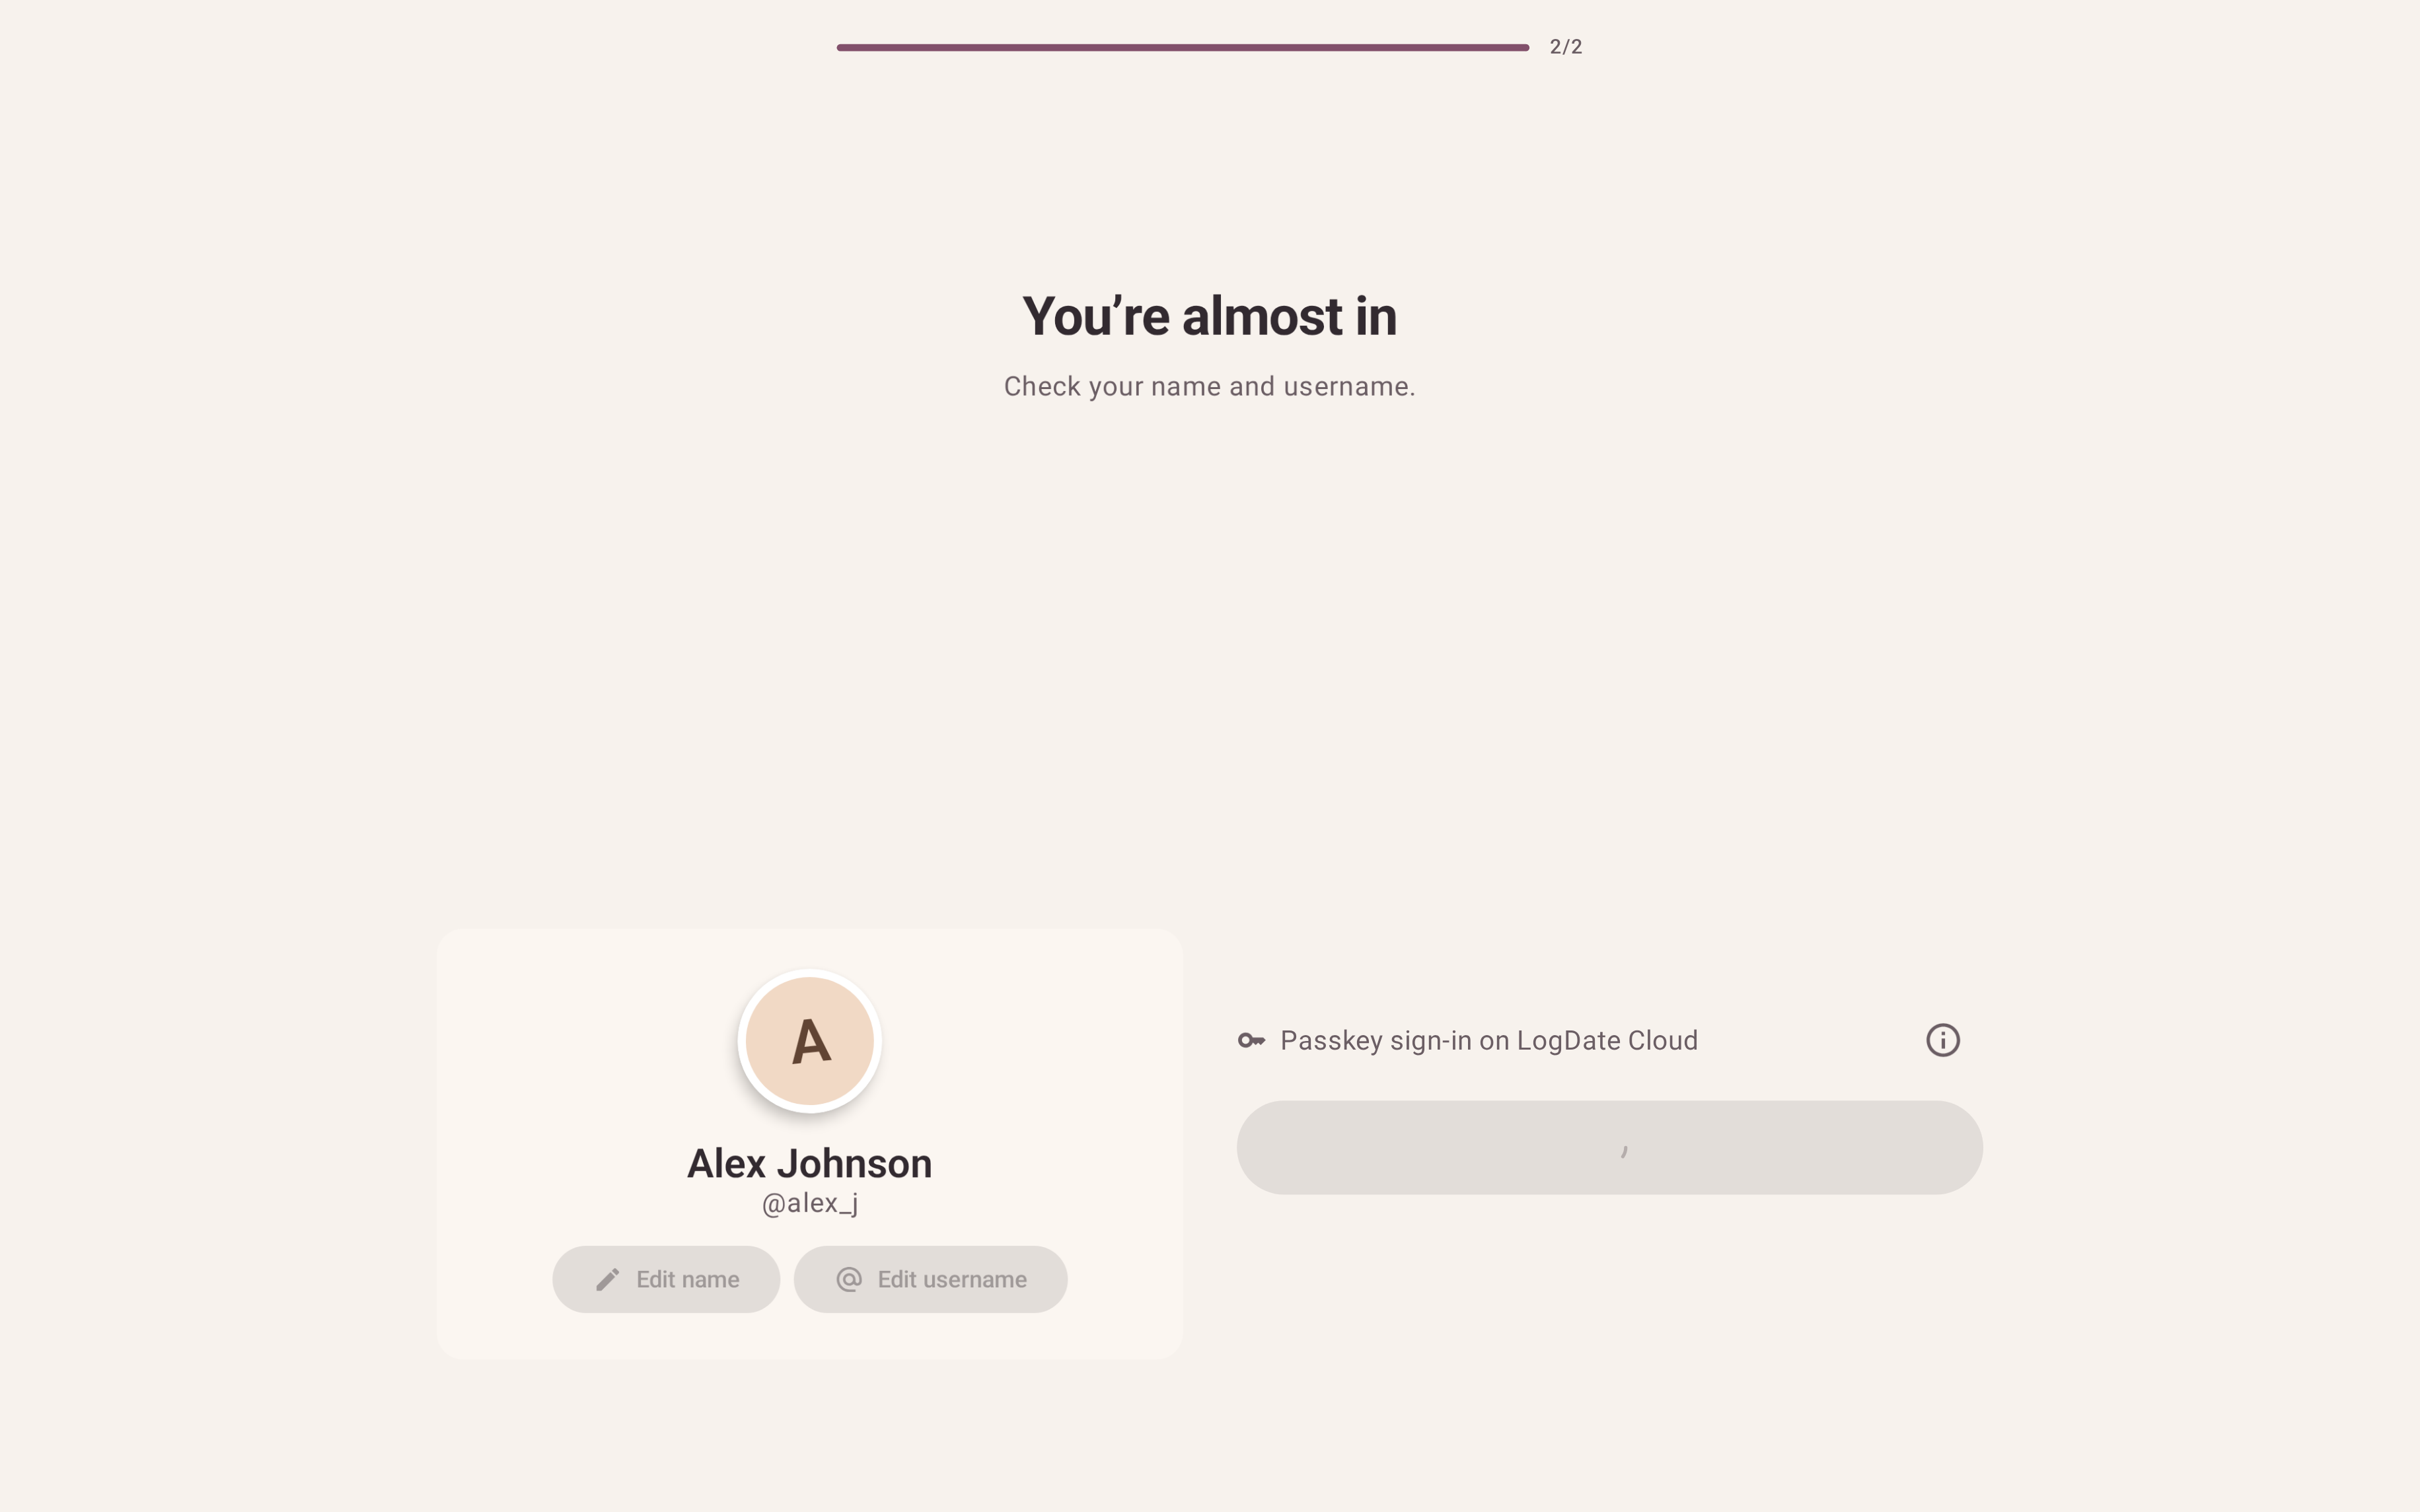 2/2
You’re almost in
Check your name and username.
A
Alex Johnson
@alex_j
Edit name
Edit username
Passkey sign-in on LogDate Cloud